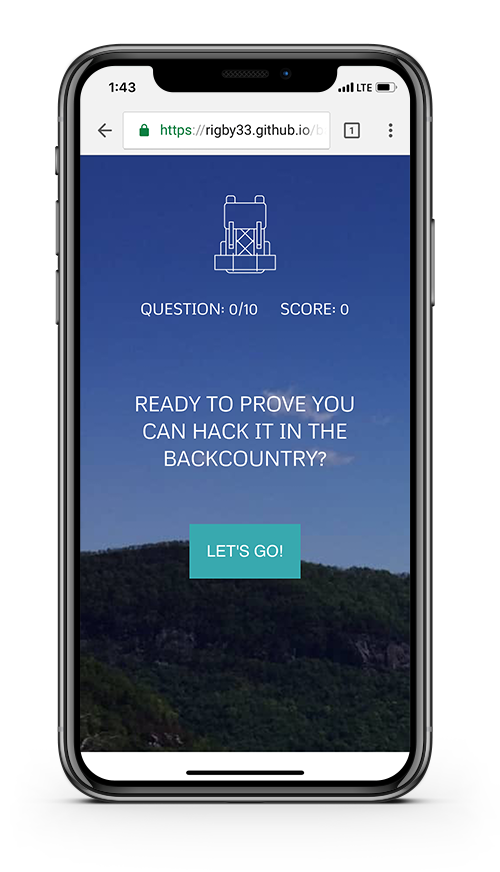 1:43
LTE
https://rigby33.github.io/b
1
QUESTION: 0/10 SCORE: 0
READY TO PROVE YOU
CAN HACK IT IN THE
BACKCOUNTRY?
LET'S GO!